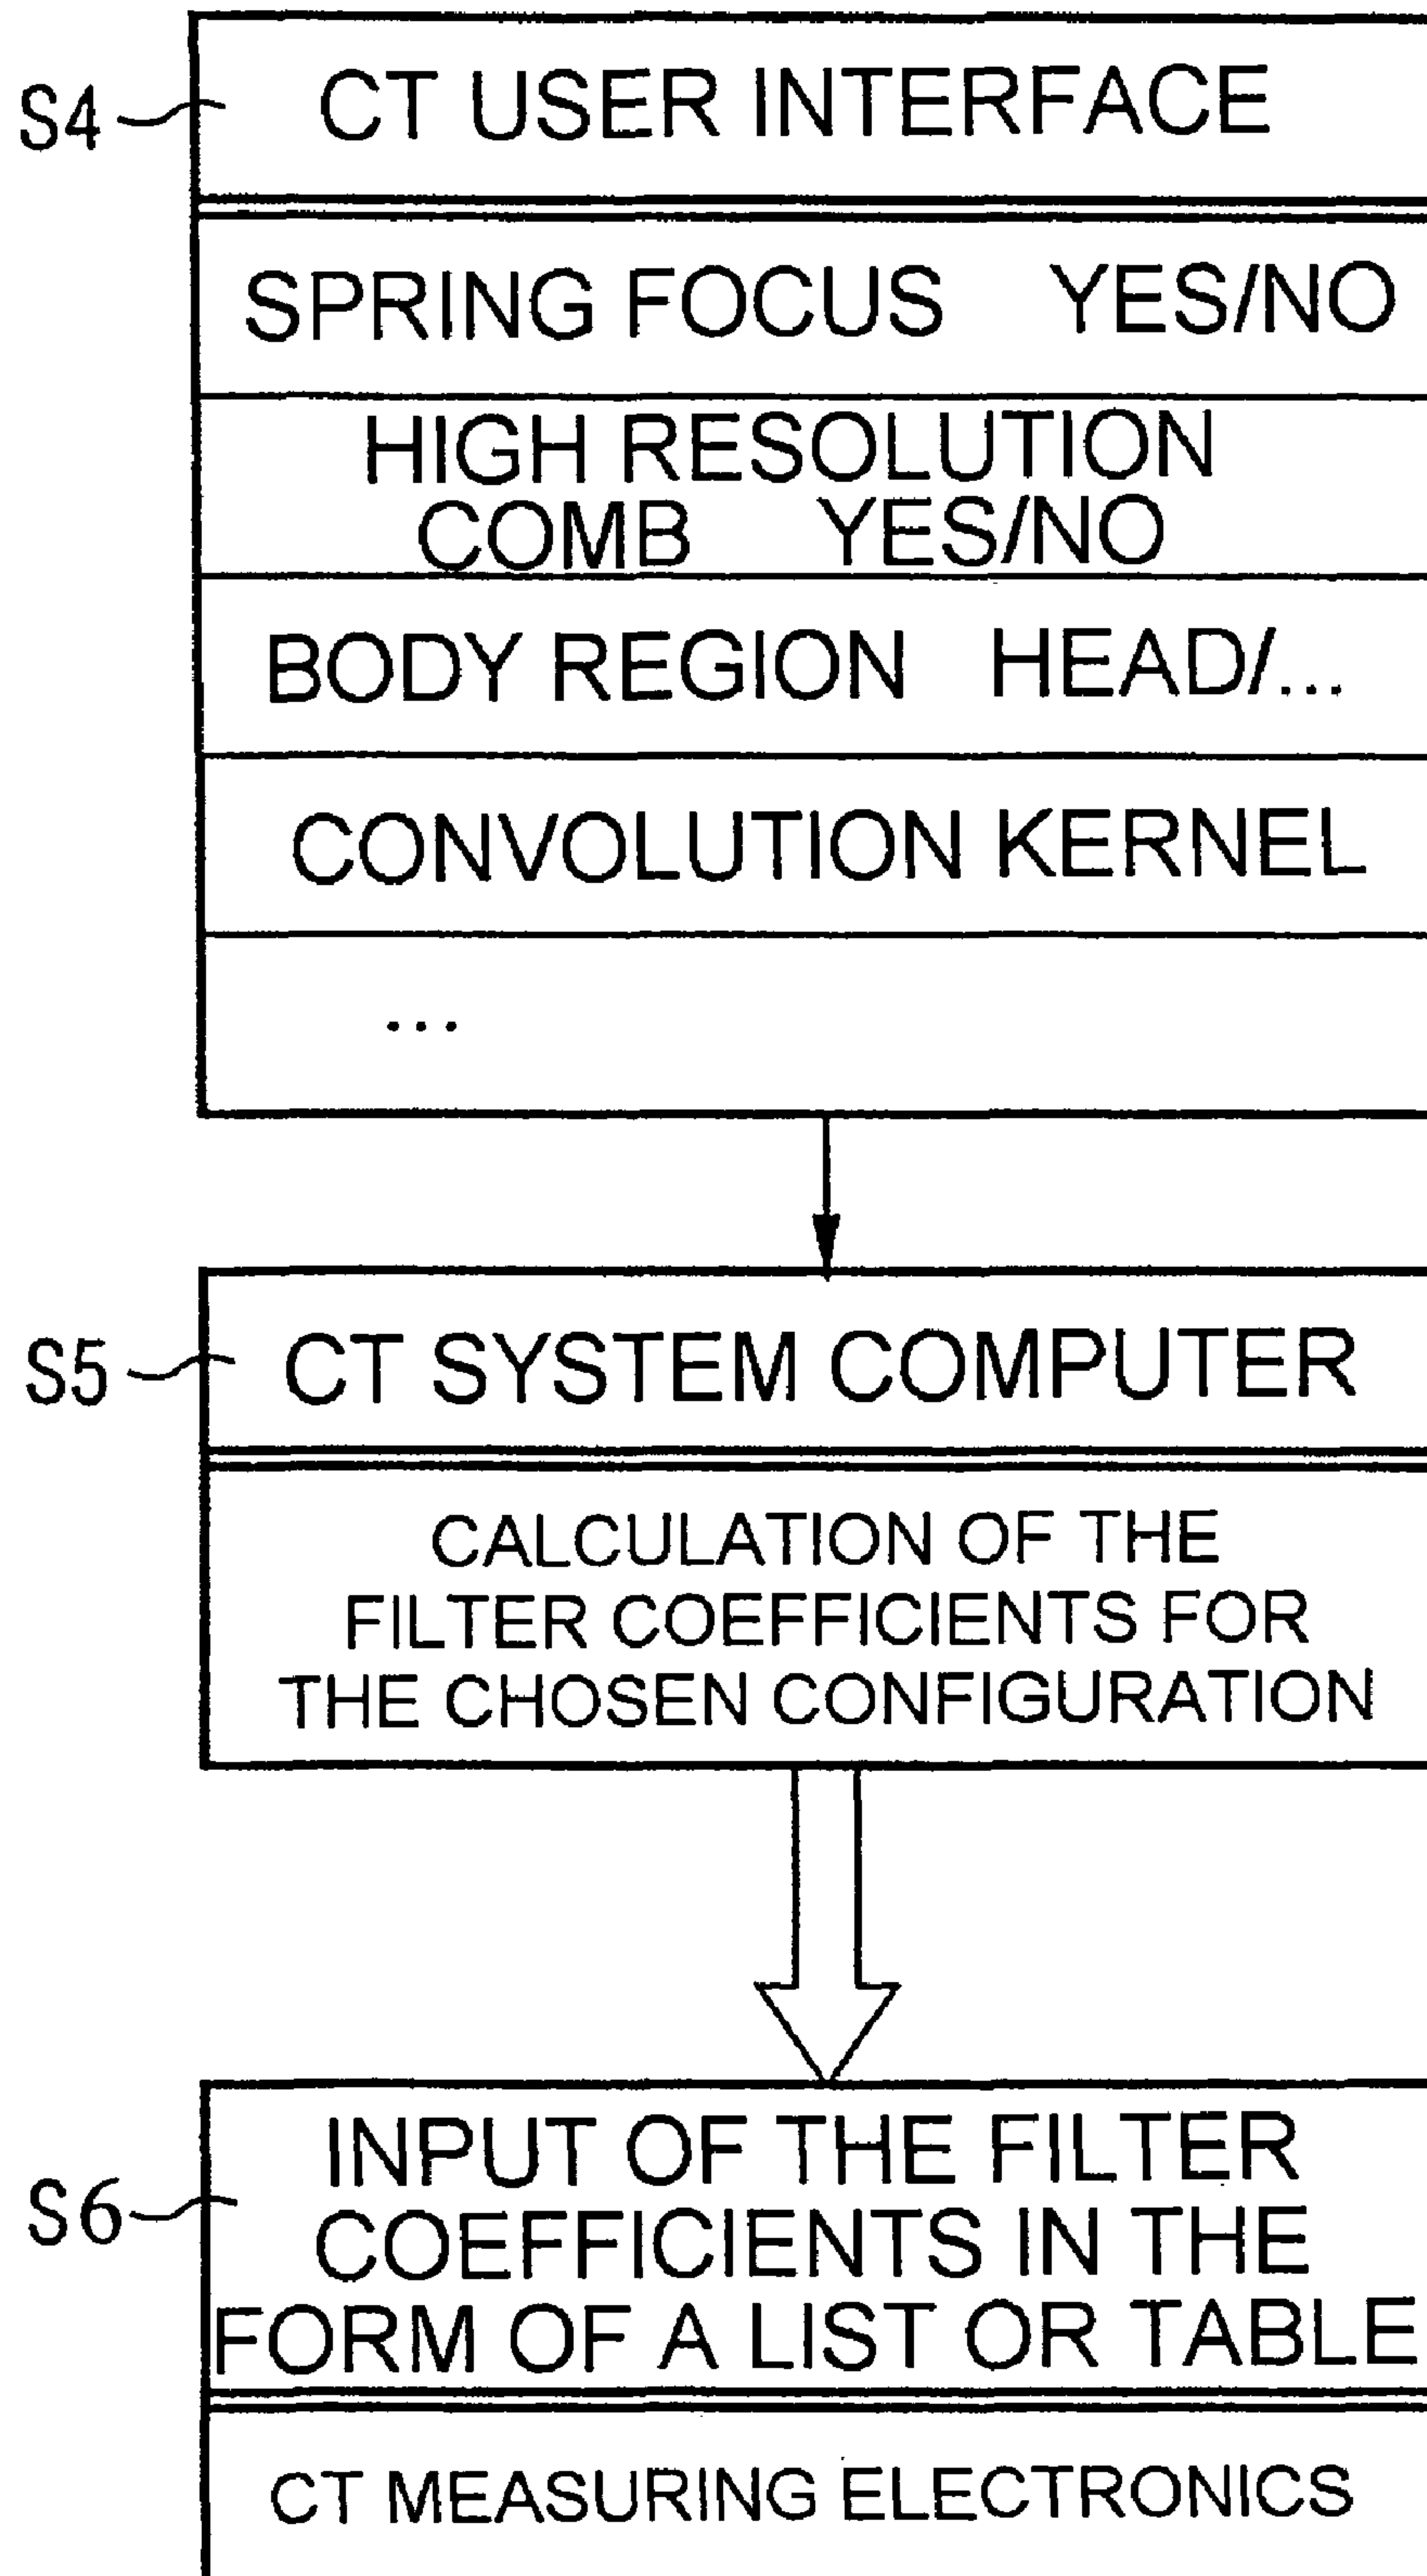 S4 CT USER INTERFACE
SPRING FOCUS YES/NO
HIGH RESOLUTION
COMB YES/NO
BODY REGION HEAD/...
CONVOLUTION KERNEL
...
S5 CT SYSTEM COMPUTER
CALCULATION OF THE
FILTER COEFFICIENTS FOR
THE CHOSEN CONFIGURATION
S6 INPUT OF THE FILTER
COEFFICIENTS IN THE
FORM OF A LIST OR TABLE
CT MEASURING ELECTRONICS